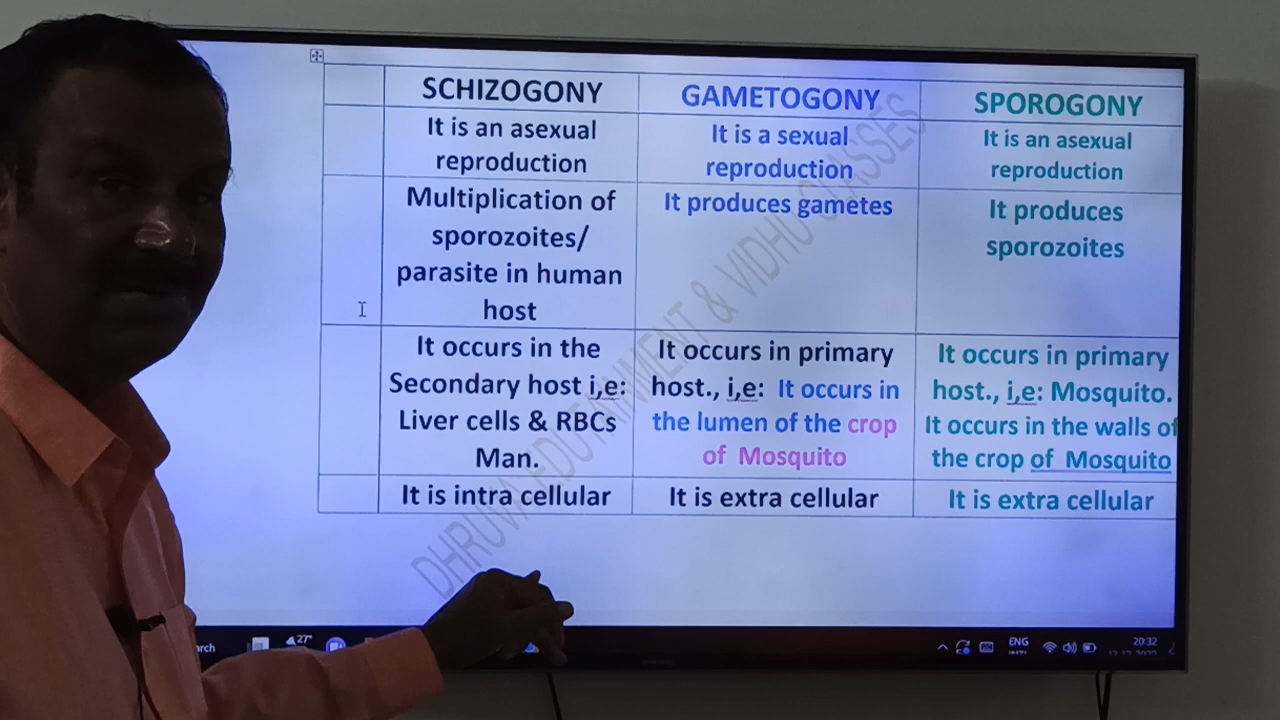 SCHIZOGONY
GAMETOGONY
SPOROGONY
It is an asexual
reproduction
It is a sexual
reproduction
It is an asexual
reproduction
Multiplication of
sporozoites/
parasite in human
host
It produces gametes
It produces
sporozoites
It occurs in the
Secondary host i,e:
Liver cells & RBCs
Man.
It occurs in primary
host., i,e: It occurs in
the lumen of the crop
of Mosquito
It occurs in primary
host., i,e: Mosquito.
It occurs in the walls of
the crop of Mosquito
It is intra cellular
It is extra cellular
It is extra cellular
DHRUVA EDUTAINMENT & VIDHU CLASSES
arch
27°
ENG
20:32